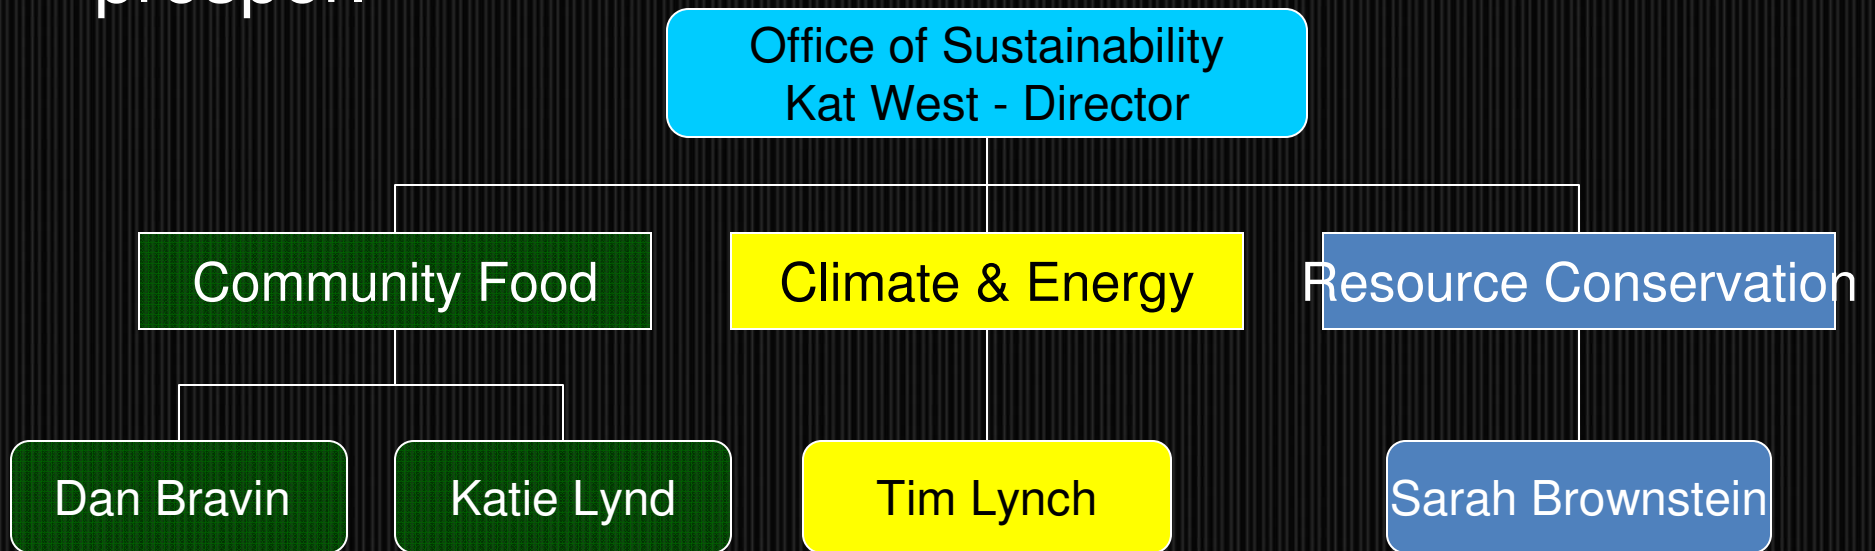 Office of Sustainability
Kat West - Director
Community Food
Climate & Energy
Resource Conservation
Dan Bravin
Katie Lynd
Tim Lynch
Sarah Brownstein